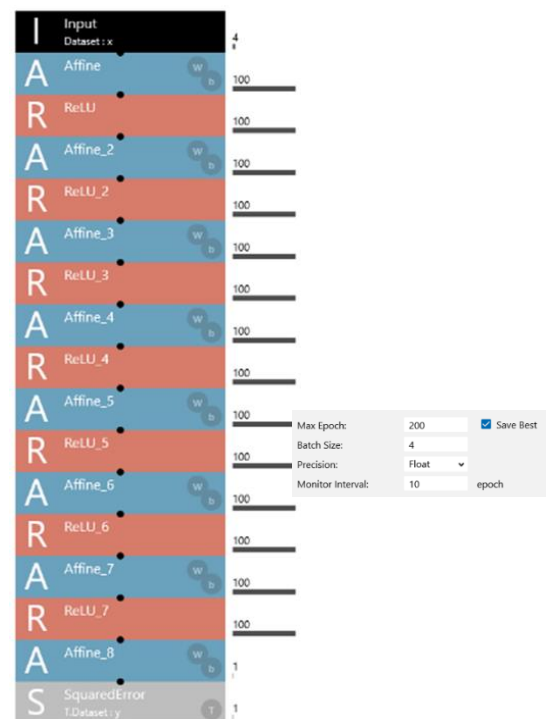 I Input
Dataset : x
4
A Affine W b
100
R ReLU
100
A Affine_2 W b
100
R ReLU_2
100
A Affine_3 W b
100
R ReLU_3
100
A Affine_4 W b
100
R ReLU_4
100
A Affine_5 W b
100
R ReLU_5
100
A Affine_6 W b
100
R ReLU_6
100
A Affine_7 W b
100
R ReLU_7
100
A Affine_8 W b
1
S SquaredError
T.Dataset : y T
1
Max Epoch: 200 Save Best
Batch Size: 4
Precision: Float
Monitor Interval: 10 epoch